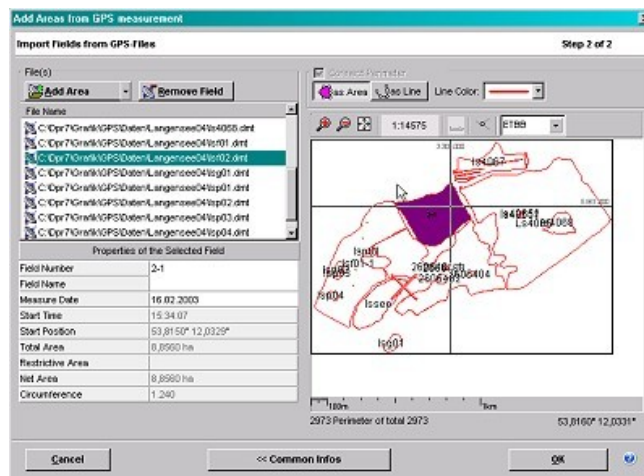 Add Areas from GPS measurement
Import Fields from GPS-Files
Step 2 of 2
File(s)
Add Area
Remove Field
File Name
C:\Dpr7\Grafik\GPS\Daten\Langensee04\ls4068.dmt
C:\Dpr7\Grafik\GPS\Daten\Langensee04\lsf01.dmt
C:\Dpr7\Grafik\GPS\Daten\Langensee04\lsf02.dmt
C:\Dpr7\Grafik\GPS\Daten\Langensee04\lsg01.dmt
C:\Dpr7\Grafik\GPS\Daten\Langensee04\lsp01.dmt
C:\Dpr7\Grafik\GPS\Daten\Langensee04\lsp02.dmt
C:\Dpr7\Grafik\GPS\Daten\Langensee04\lsp03.dmt
C:\Dpr7\Grafik\GPS\Daten\Langensee04\lsp04.dmt
Properties of the Selected Field
Field Number 2-1
Field Name
Measure Date 16.02.2003
Start Time 15:34:07
Start Position 53,8150° 12,0329°
Total Area 8,8560 ha
Restrictive Area
Net Area 8,8560 ha
Circumference 1.240
Connect Perimeter
as Area
as Line
Line Color:
1:14575
ETBB
ls4067
lsf01-1
lsp04
lssep
lsg01
100m
1km
2973 Perimeter of total 2973
53,8160° 12,0331°
Cancel
<< Common Infos
OK